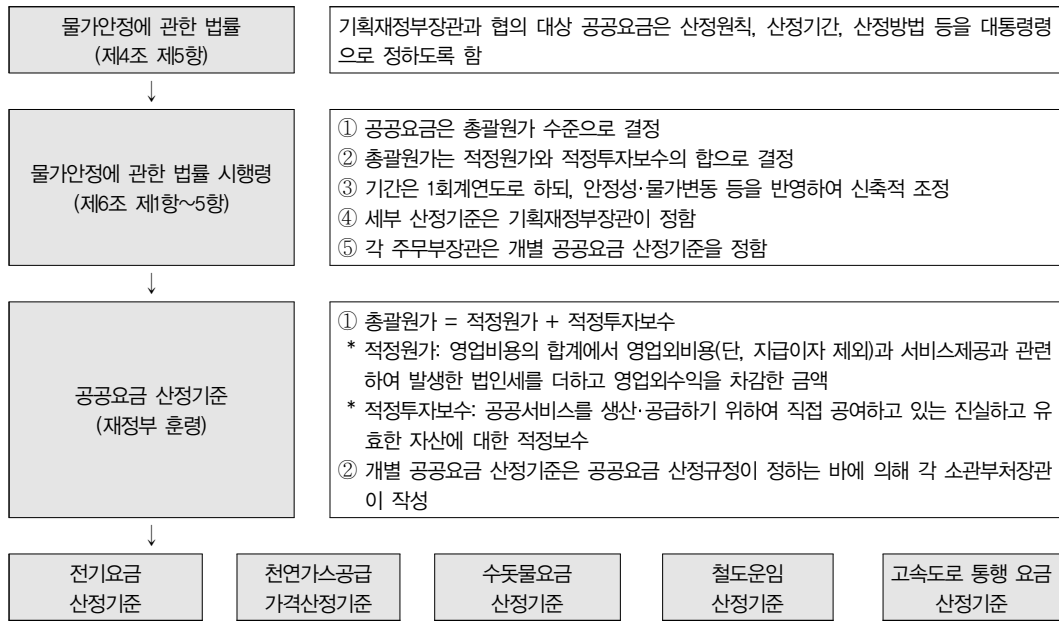 물가안정에 관한 법률
(제4조 제5항)
기획재정부장관과 협의 대상 공공요금은 산정원칙, 산정기간, 산정방법 등을 대통령령
으로 정하도록 함
↓
물가안정에 관한 법률 시행령
(제6조 제1항~5항)
① 공공요금은 총괄원가 수준으로 결정
② 총괄원가는 적정원가와 적정투자보수의 합으로 결정
③ 기간은 1회계연도로 하되, 안정성·물가변동 등을 반영하여 신축적 조정
④ 세부 산정기준은 기획재정부장관이 정함
⑤ 각 주무부장관은 개별 공공요금 산정기준을 정함
↓
공공요금 산정기준
(재정부 훈령)
① 총괄원가 = 적정원가 + 적정투자보수
* 적정원가: 영업비용의 합계에서 영업외비용(단, 지급이자 제외)과 서비스제공과 관련
하여 발생한 법인세를 더하고 영업외수익을 차감한 금액
* 적정투자보수: 공공서비스를 생산·공급하기 위하여 직접 공여하고 있는 진실하고 유
효한 자산에 대한 적정보수
② 개별 공공요금 산정기준은 공공요금 산정규정이 정하는 바에 의해 각 소관부처장관
이 작성
↓
전기요금
산정기준
천연가스공급
가격산정기준
수돗물요금
산정기준
철도운임
산정기준
고속도로 통행 요금
산정기준